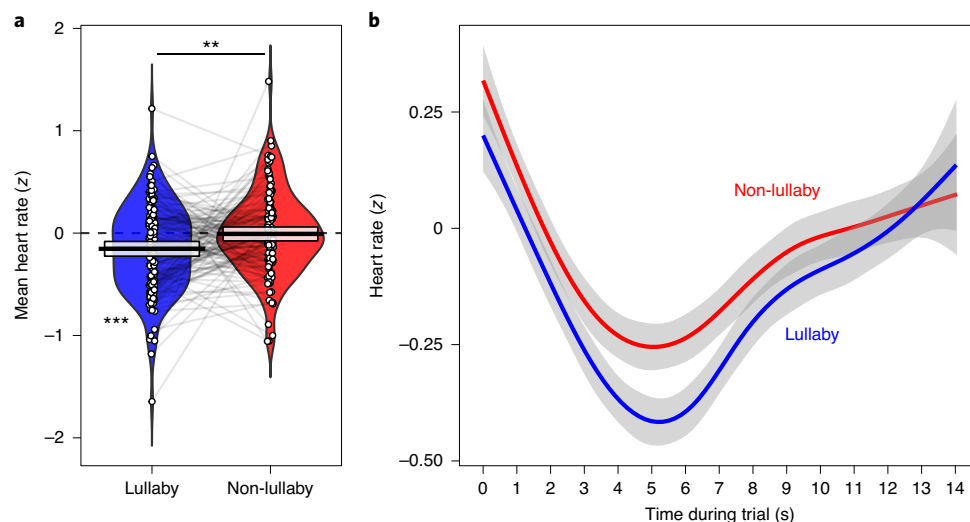 a
Mean heart rate (z)
2
1
0
–1
–2
**
***
Lullaby
Non-lullaby
b
Heart rate (z)
0.25
0
–0.25
–0.50
Non-lullaby
Lullaby
0 1 2 3 4 5 6 7 8 9 10 11 12 13 14
Time during trial (s)